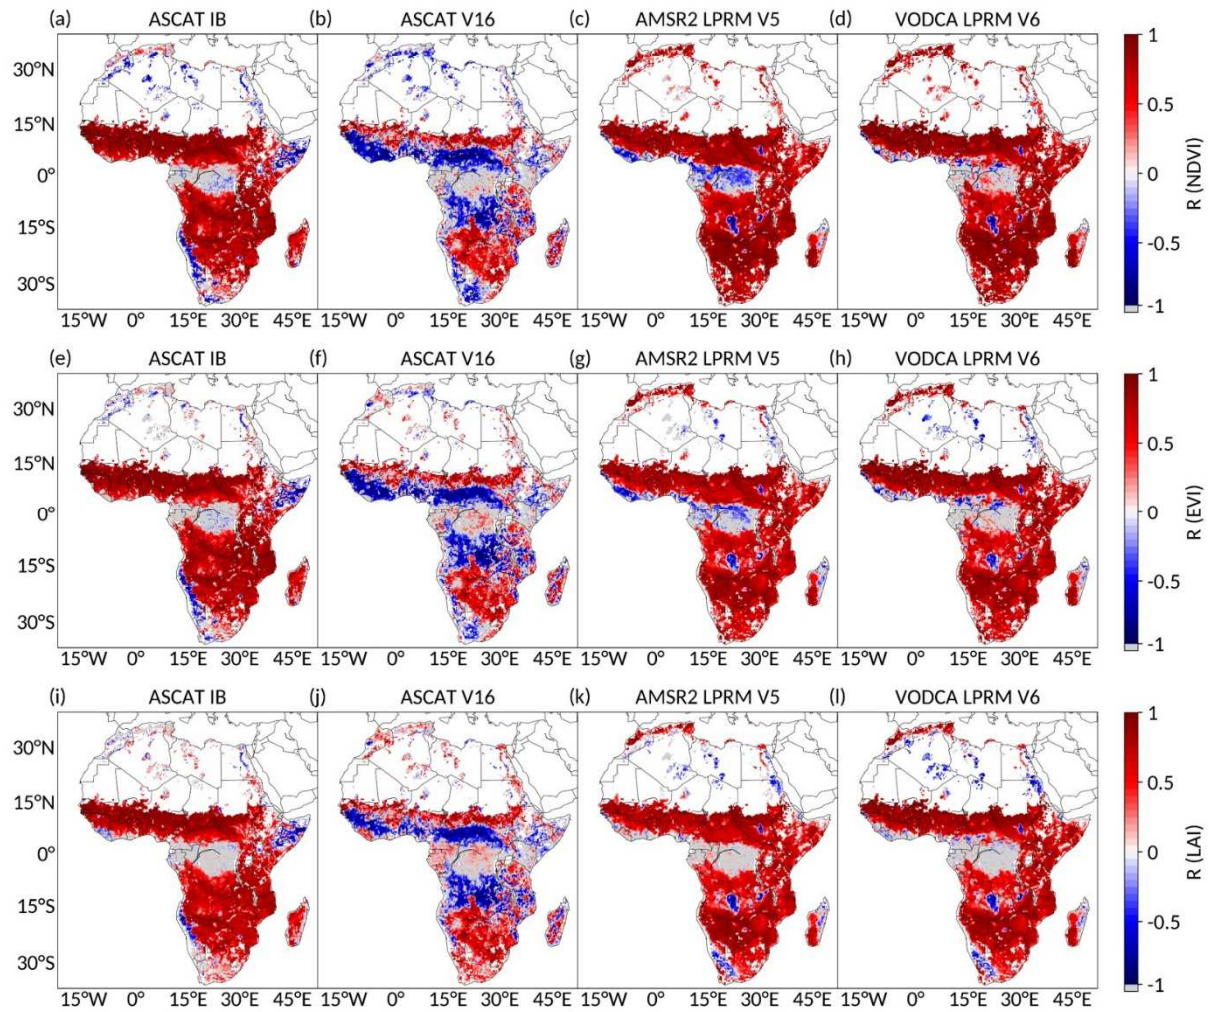 (a) ASCAT IB (b) ASCAT V16 (c) AMSR2 LPRM V5 (d) VODCA LPRM V6
30°N
15°N
0°
15°S
30°S
15°W 0° 15°E 30°E 45°E 15°W 0° 15°E 30°E 45°E 15°W 0° 15°E 30°E 45°E 15°W 0° 15°E 30°E 45°E
1
0.5
0
-0.5
-1
R (NDVI)
(e) ASCAT IB (f) ASCAT V16 (g) AMSR2 LPRM V5 (h) VODCA LPRM V6
30°N
15°N
0°
15°S
30°S
15°W 0° 15°E 30°E 45°E 15°W 0° 15°E 30°E 45°E 15°W 0° 15°E 30°E 45°E 15°W 0° 15°E 30°E 45°E
1
0.5
0
-0.5
-1
R (EVI)
(i) ASCAT IB (j) ASCAT V16 (k) AMSR2 LPRM V5 (l) VODCA LPRM V6
30°N
15°N
0°
15°S
30°S
15°W 0° 15°E 30°E 45°E 15°W 0° 15°E 30°E 45°E 15°W 0° 15°E 30°E 45°E 15°W 0° 15°E 30°E 45°E
1
0.5
0
-0.5
-1
R (LAI)